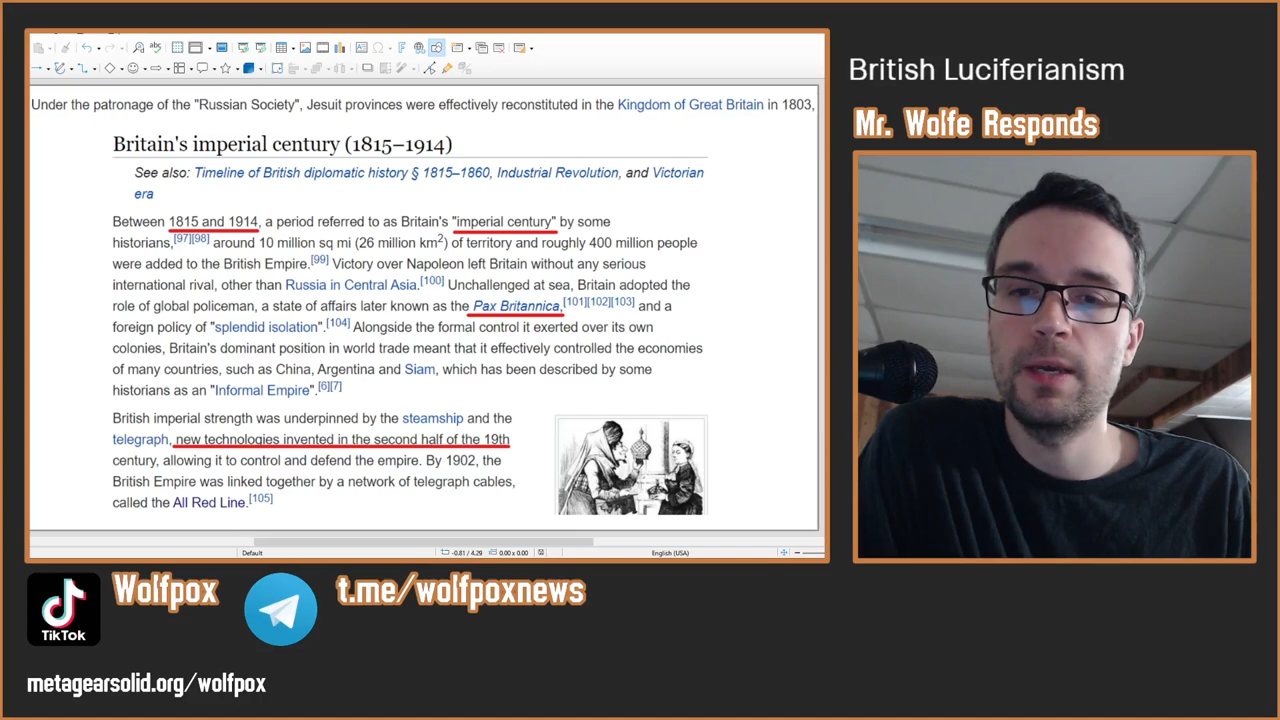 Under the patronage of the "Russian Society", Jesuit provinces were effectively reconstituted in the Kingdom of Great Britain in 1803,
Britain's imperial century (1815–1914)
See also: Timeline of British diplomatic history § 1815–1860, Industrial Revolution, and Victorian
era
Between 1815 and 1914, a period referred to as Britain's "imperial century" by some
historians,[97][98] around 10 million sq mi (26 million km2) of territory and roughly 400 million people
were added to the British Empire.[99] Victory over Napoleon left Britain without any serious
international rival, other than Russia in Central Asia.[100] Unchallenged at sea, Britain adopted the
role of global policeman, a state of affairs later known as the Pax Britannica,[101][102][103] and a
foreign policy of "splendid isolation".[104] Alongside the formal control it exerted over its own
colonies, Britain's dominant position in world trade meant that it effectively controlled the economies
of many countries, such as China, Argentina and Siam, which has been described by some
historians as an "Informal Empire".[6][7]
British imperial strength was underpinned by the steamship and the
telegraph, new technologies invented in the second half of the 19th
century, allowing it to control and defend the empire. By 1902, the
British Empire was linked together by a network of telegraph cables,
called the All Red Line.[105]
Default
-0.81 / 4.29
0.00 x 0.00
English (USA)
British Luciferianism
Mr. Wolfe Responds
TikTok
Wolfpox
t.me/wolfpoxnews
metagearsolid.org/wolfpox